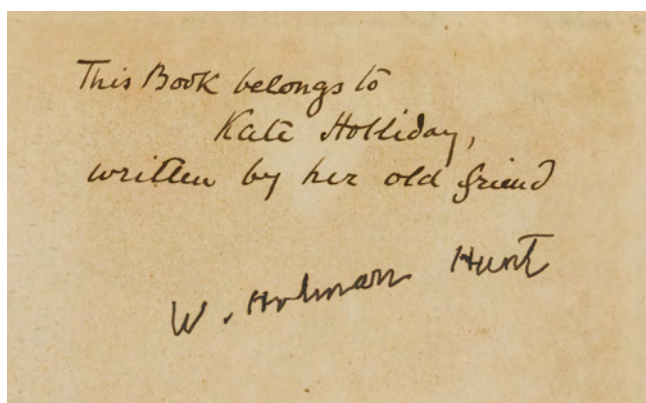 This Book belongs to
Kate Holliday,
written by her old friend
W. Holman Hunt